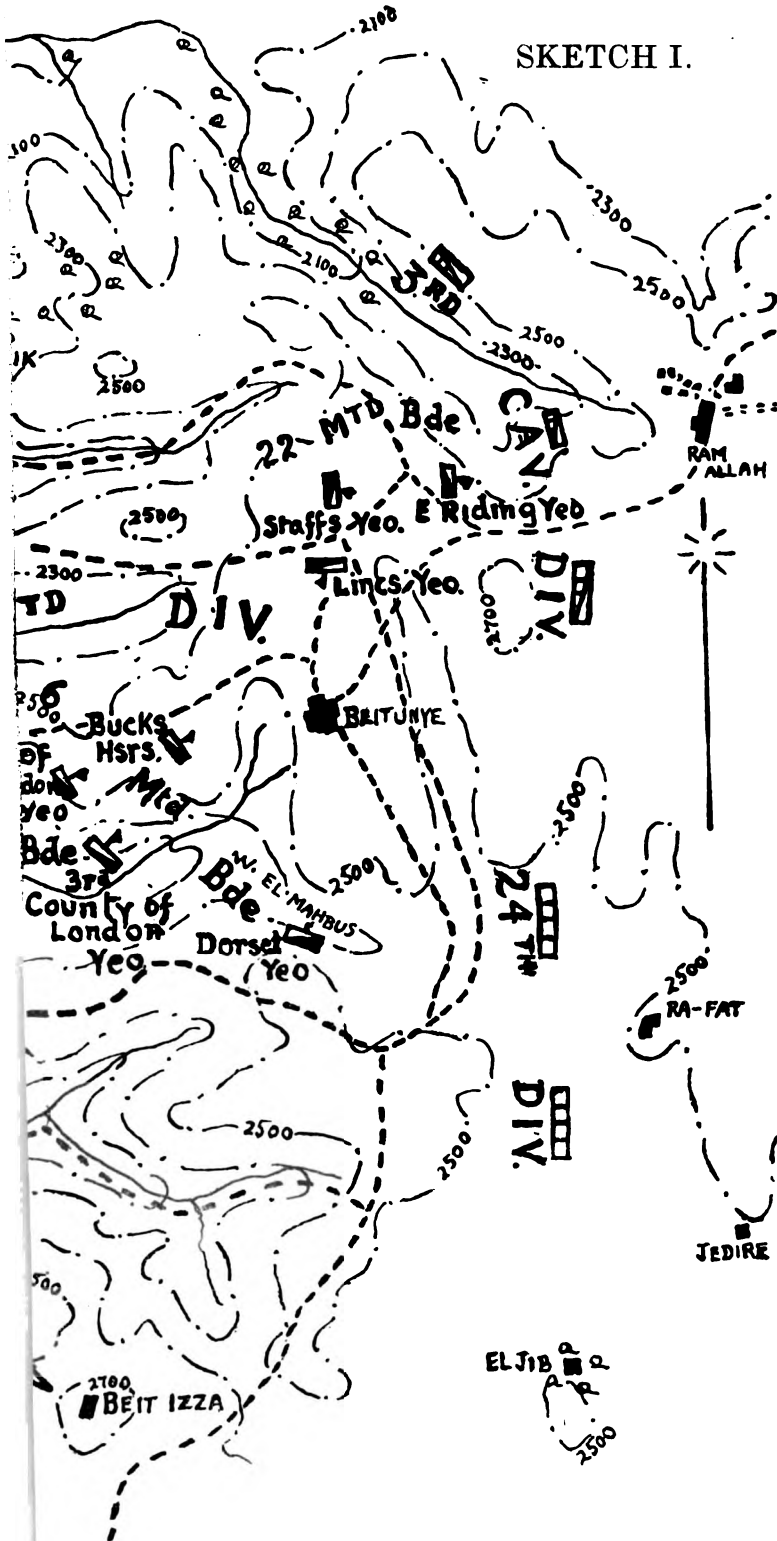 SKETCH I.
2100
2300
2300
2100
2500
3RD
2500
2300
2500
CAV.
22 MTD Bde
RAM
ALLAH
Staffs Yeo.
E Riding Yeo
2500
2300
Lincs Yeo.
DIV.
2700
TD
DIV.
BEITUNYE
Bucks
Hsrs.
of
Yeo
Mtd
Bde
3rd
County of
London
Yeo
2500
2500
Bde
W. EL-MAHBUS
Dorset
Yeo
24TH
2500
RA-FAT
2500
DIV.
2500
JEDIRE
EL JIB
2500
2700
BEIT IZZA